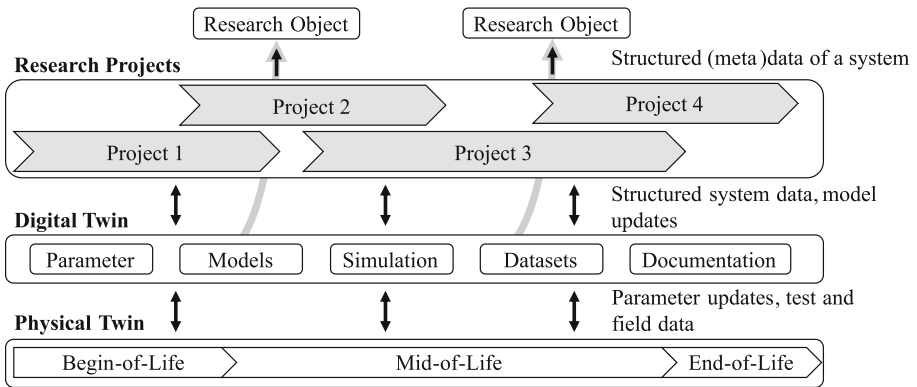 Research Object
Research Object
Structured (meta)data of a system
Research Projects
Project 2
Project 4
Project 1
Project 3
Structured system data, model
updates
Digital Twin
Parameter
Models
Simulation
Datasets
Documentation
Parameter updates, test and
field data
Physical Twin
Begin-of-Life
Mid-of-Life
End-of-Life